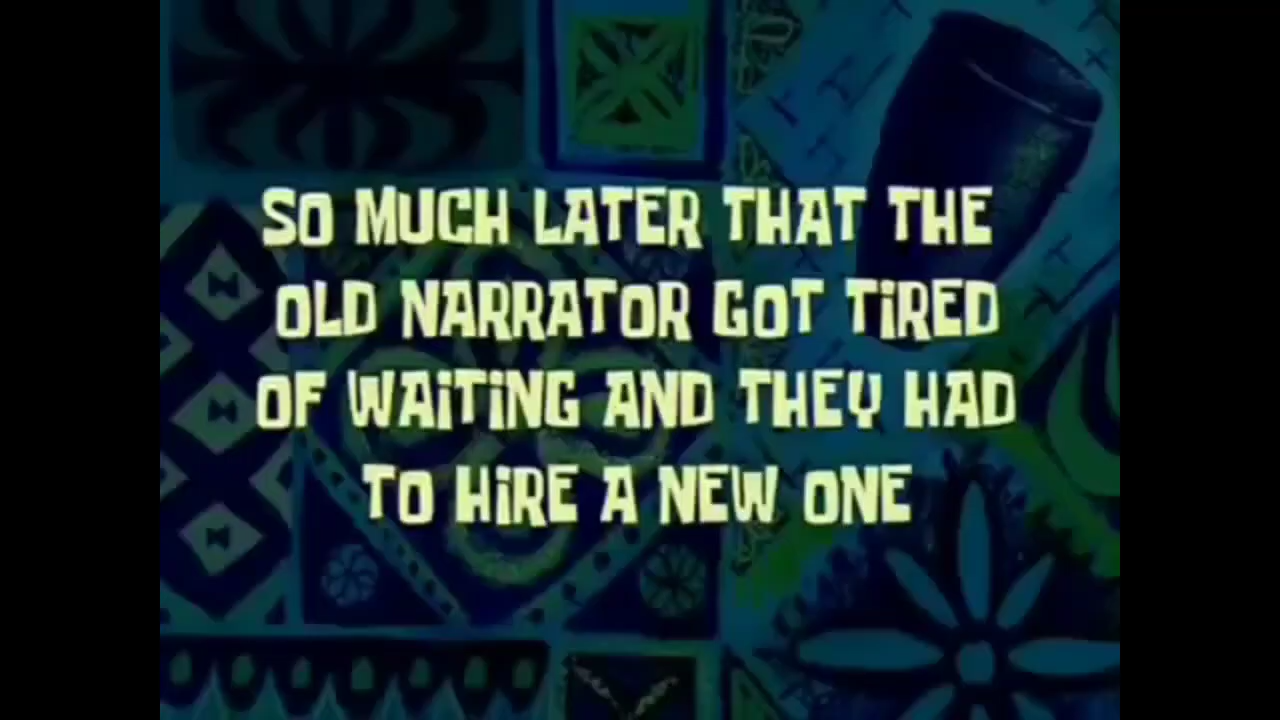 SO MUCH LATER THAT THE
OLD NARRATOR GOT TiRED
OF WAiTiNG AND THEY HAD
TO HiRE A NEW ONE